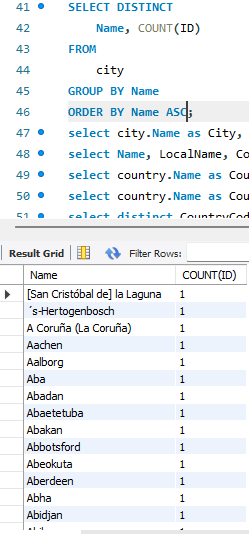 41 SELECT DISTINCT
42 Name, COUNT(ID)
43 FROM
44 city
45 GROUP BY Name
46 ORDER BY Name ASC;
47 select city.Name as City,
48 select Name, LocalName, Co
49 select country.Name as Cou
50 select country.Name as Cou
51 select distinct CountryCod
Result Grid Filter Rows:
Name COUNT(ID)
[San Cristóbal de] la Laguna 1
´s-Hertogenbosch 1
A Coruña (La Coruña) 1
Aachen 1
Aalborg 1
Aba 1
Abadan 1
Abaetetuba 1
Abakan 1
Abbotsford 1
Abeokuta 1
Aberdeen 1
Abha 1
Abidjan 1